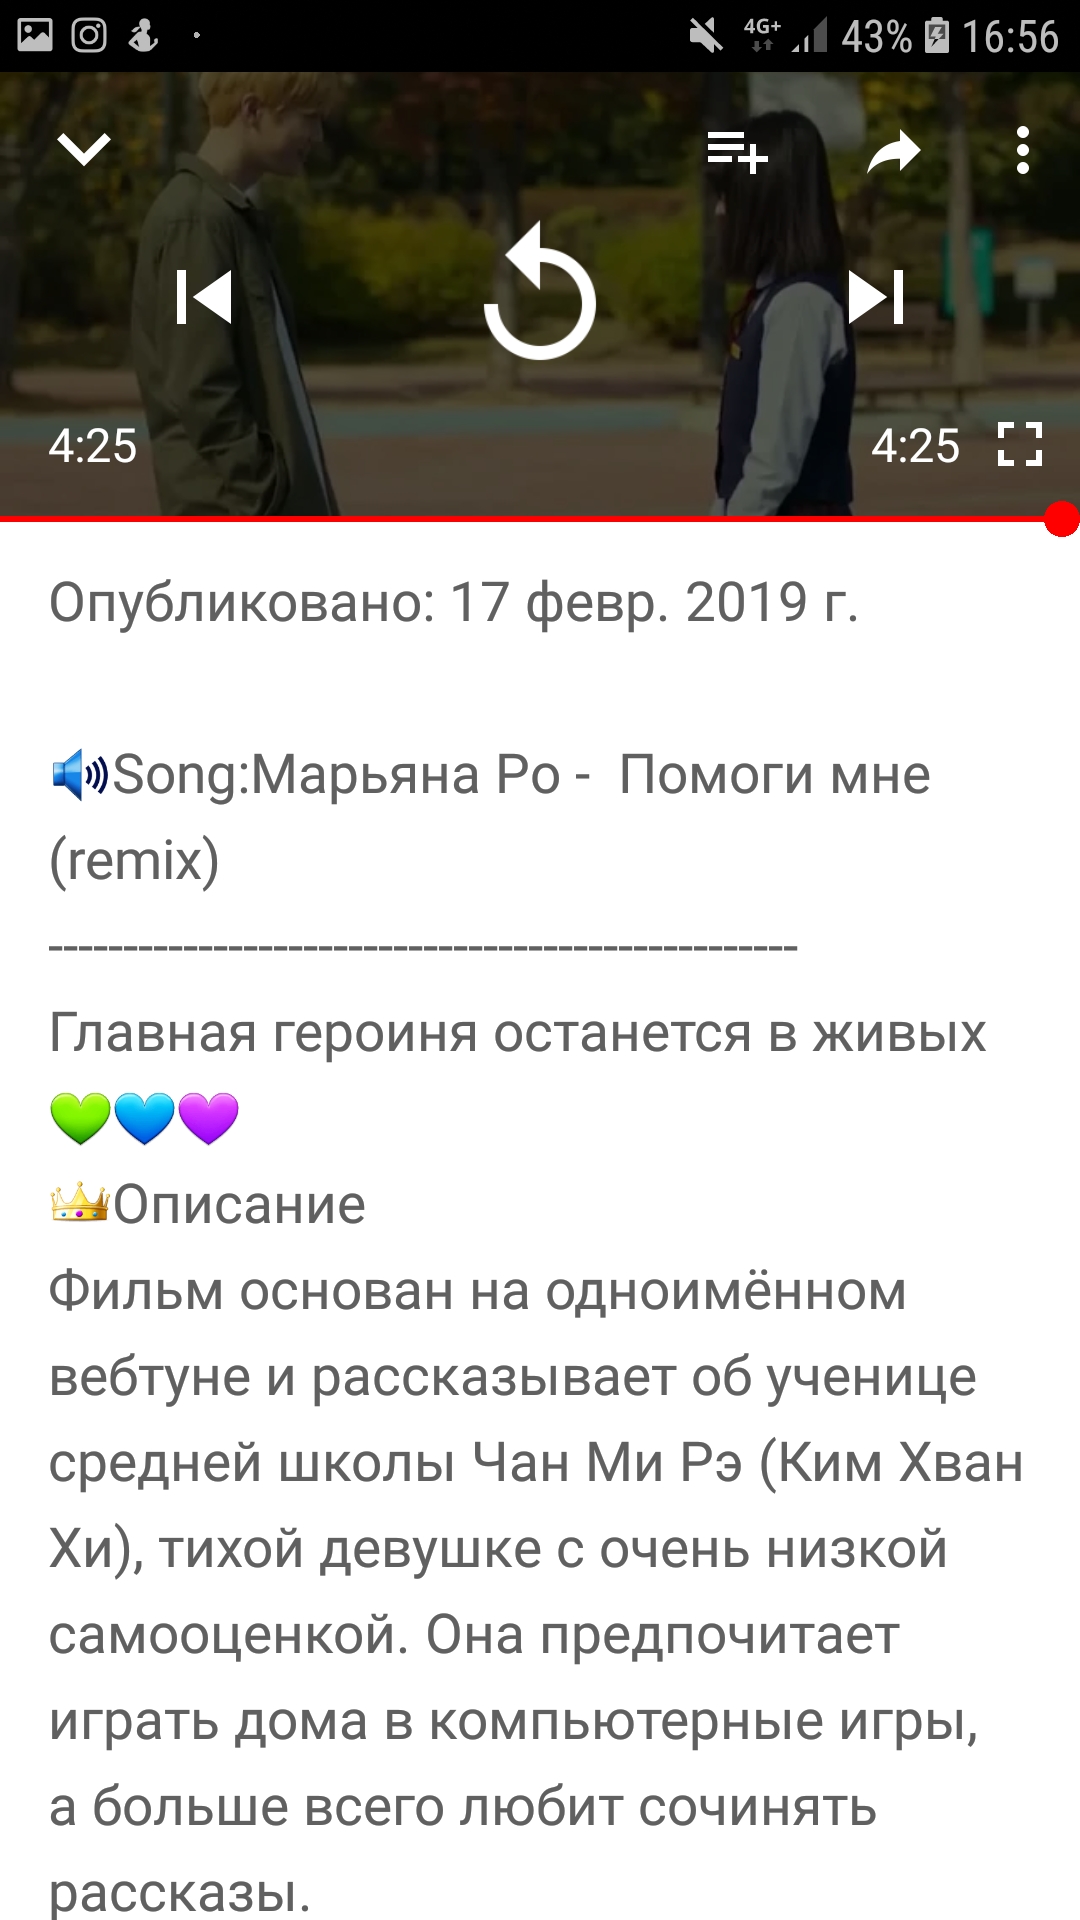 4G+ 43% 16:56
4:25 4:25
Опубликовано: 17 февр. 2019 г.
🔊Song:Марьяна Ро - Помоги мне
(remix)
--------------------------------------------------
Главная героиня останется в живых
💚💙💜
👑Описание
Фильм основан на одноимённом
вебтуне и рассказывает об ученице
средней школы Чан Ми Рэ (Ким Хван
Хи), тихой девушке с очень низкой
самооценкой. Она предпочитает
играть дома в компьютерные игры,
а больше всего любит сочинять
рассказы.